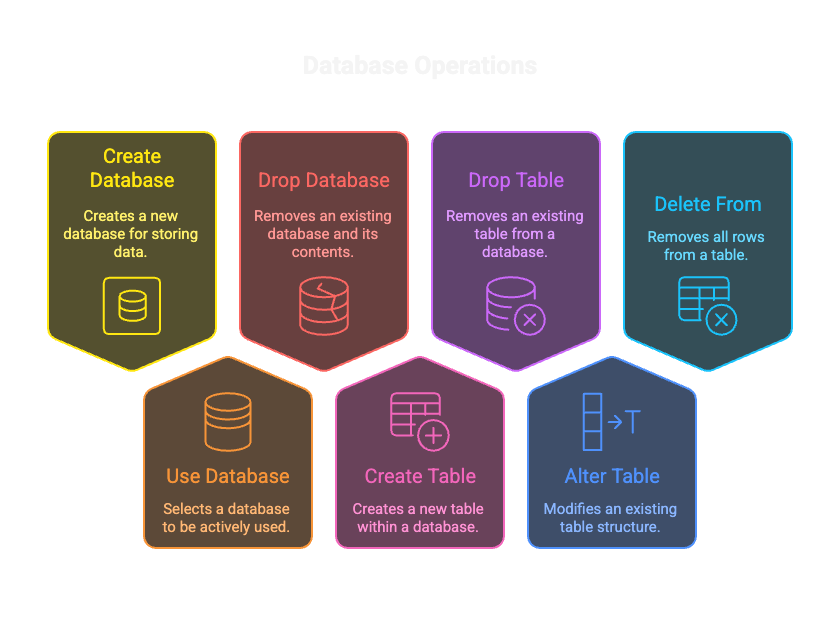 Database Operations
Create
Database
Creates a new
database for storing
data.
Drop Database
Removes an existing
database and its
contents.
Drop Table
Removes an existing
table from a
database.
Delete From
Removes all rows
from a table.
Use Database
Selects a database
to be actively used.
Create Table
Creates a new table
within a database.
T
Alter Table
Modifies an existing
table structure.